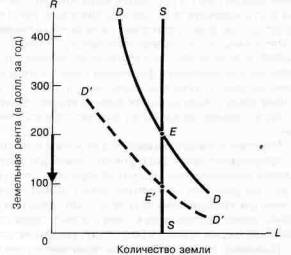 R
Земельная рента (в долл. за год)
400
300
200
100
0
D
S
D'
E
D
E'
D'
S
L
Количество земли